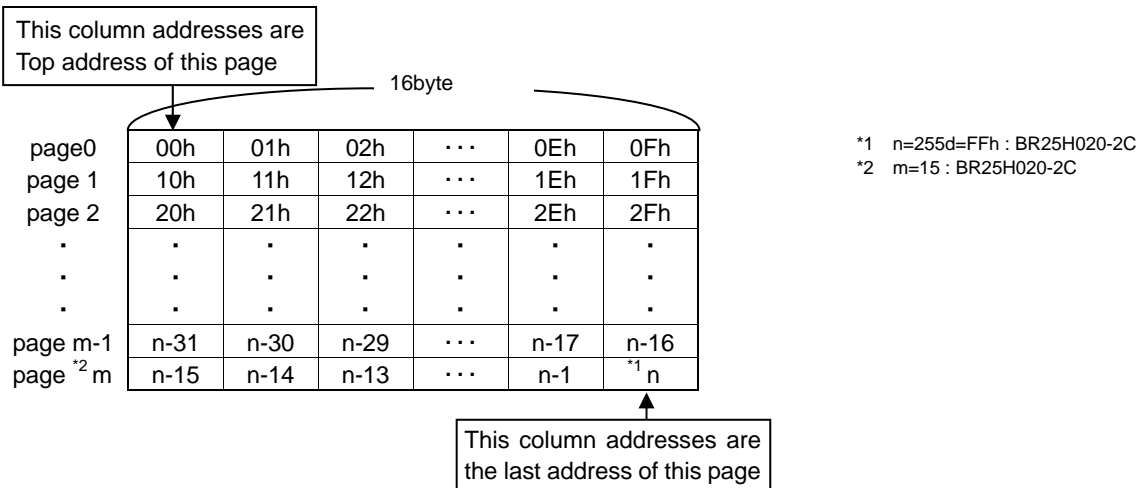 This column addresses are
Top address of this page
16byte
page0 00h 01h 02h ··· 0Eh 0Fh
page 1 10h 11h 12h ··· 1Eh 1Fh
page 2 20h 21h 22h ··· 2Eh 2Fh
· · · · · · ·
· · · · · · ·
· · · · · · ·
page m-1 n-31 n-30 n-29 ··· n-17 n-16
page *2 m n-15 n-14 n-13 ··· n-1 *1 n
This column addresses are
the last address of this page
*1 n=255d=FFh : BR25H020-2C
*2 m=15 : BR25H020-2C